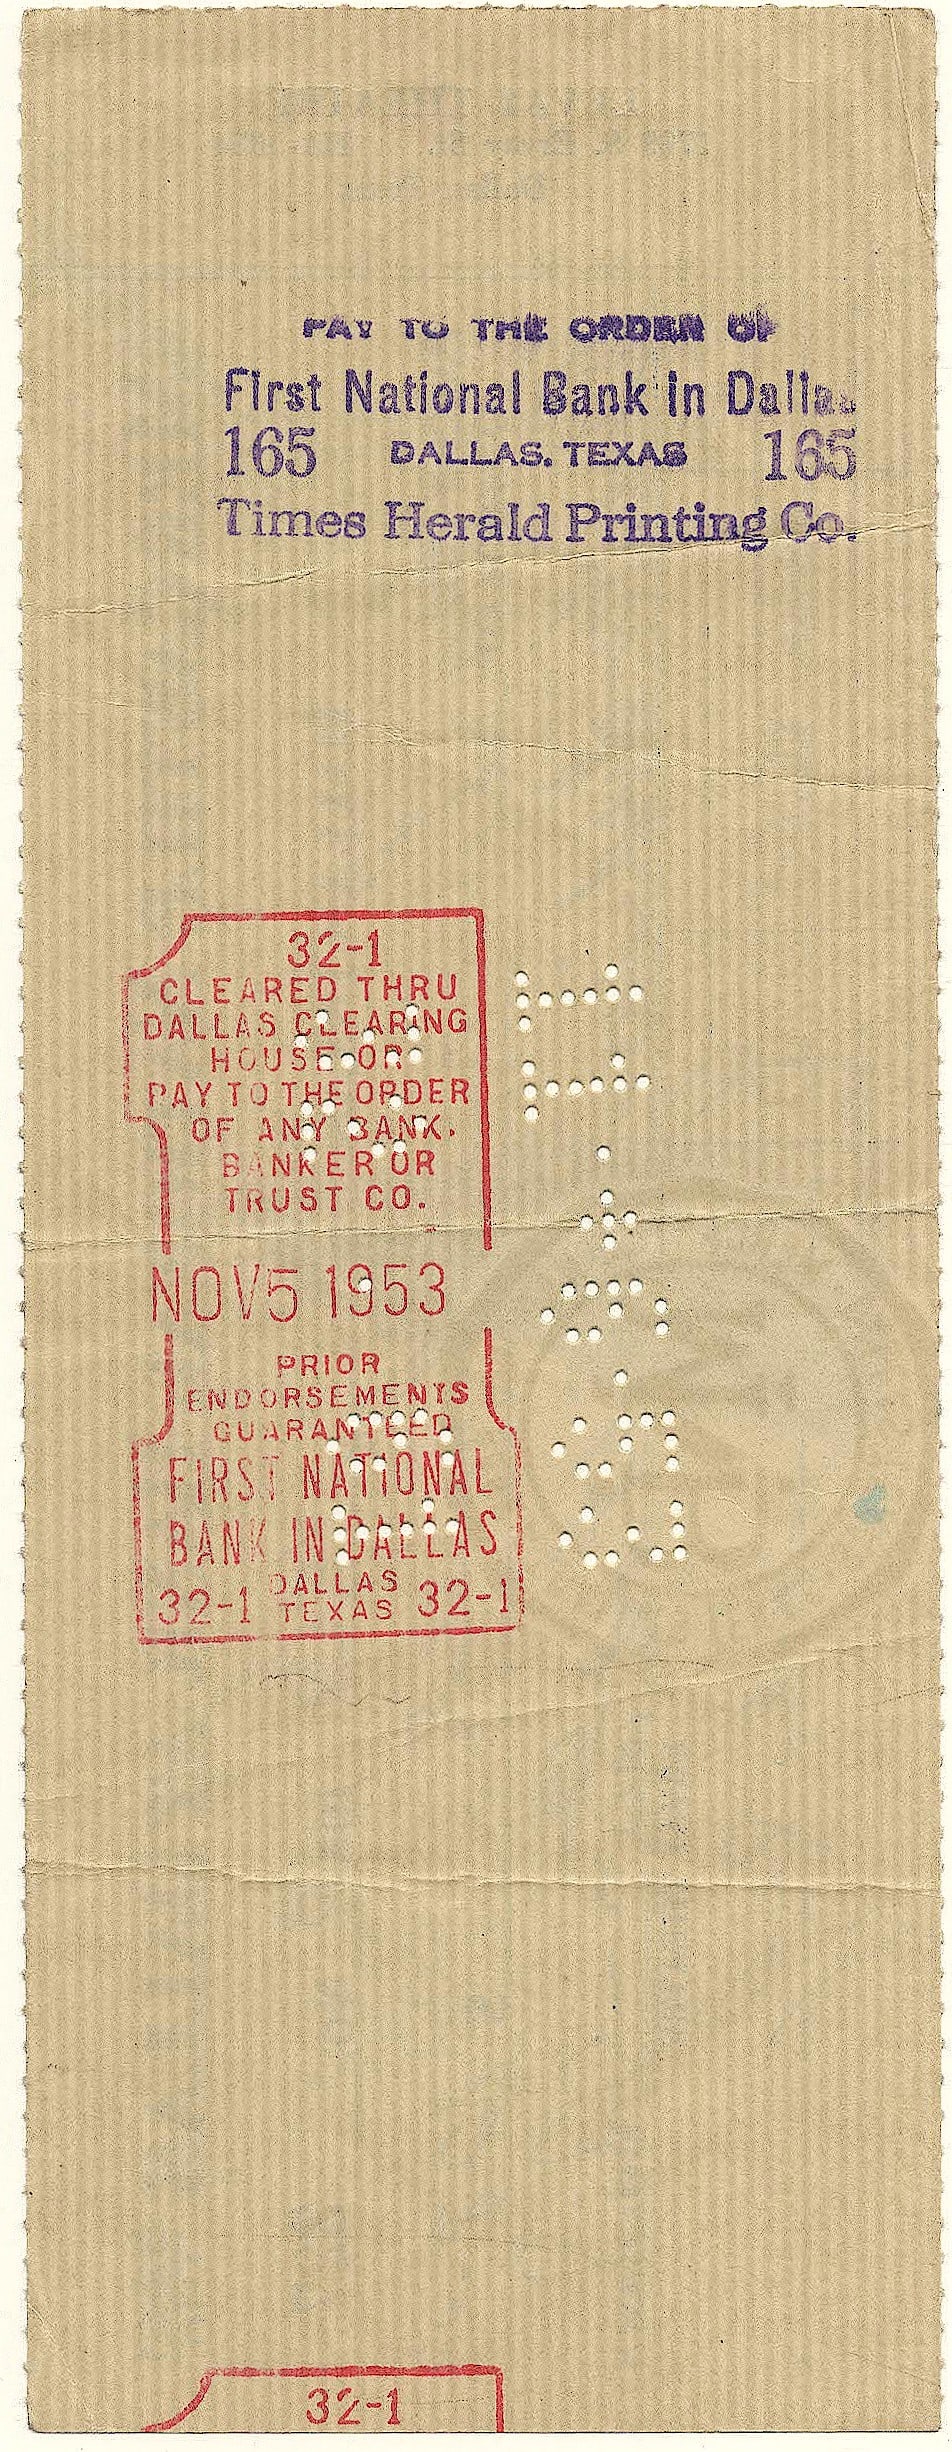 PAY TO THE ORDER OF
First National Bank in Dallas
165 DALLAS, TEXAS 165
Times Herald Printing Co.
32-1
CLEARED THRU
DALLAS CLEARING
HOUSE OR
PAY TO THE ORDER
OF ANY BANK,
BANKER OR
TRUST CO.
NOV 5 1953
PRIOR
ENDORSEMENTS
GUARANTEED
FIRST NATIONAL
BANK IN DALLAS
32-1 DALLAS TEXAS 32-1
32-1